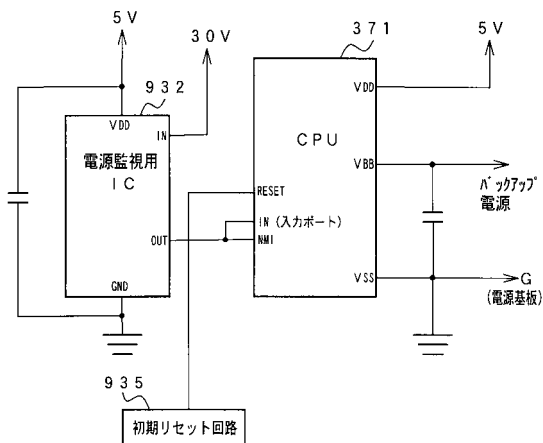 5V
30V
371
5V
932
VDD
IN
電源監視用
IC
OUT
GND
CPU
VDD
VBB
RESET
IN (入力ポート)
NMI
VSS
バックアップ
電源
G
(電源基板)
935
初期リセット回路